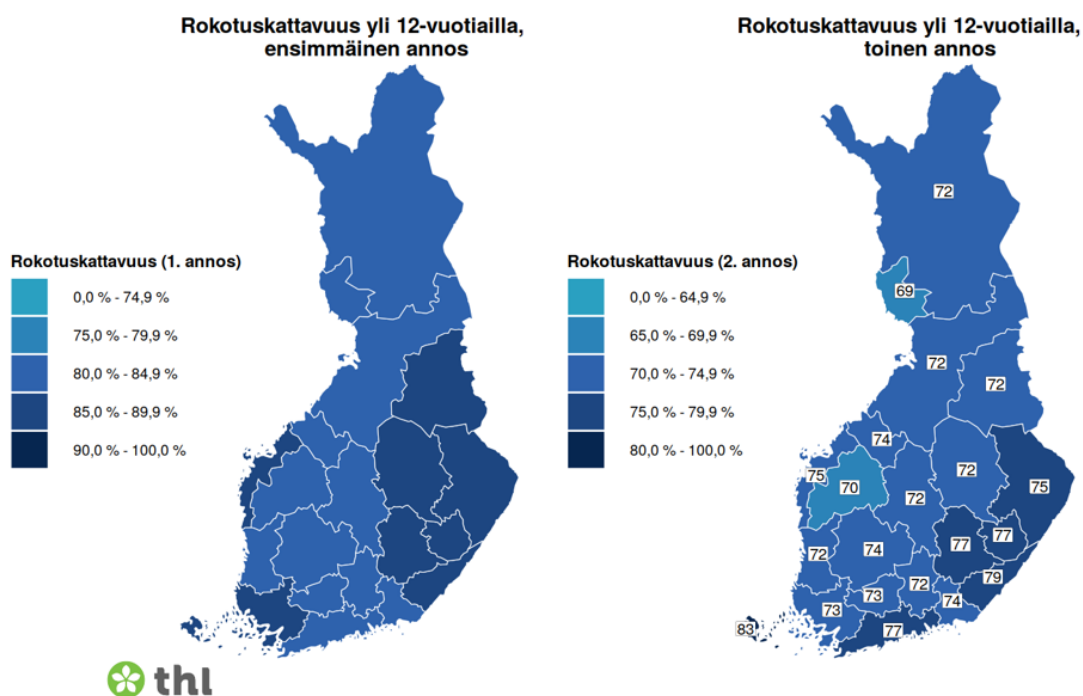 Rokotuskattavuus yli 12-vuotiailla,
ensimmäinen annos
Rokotuskattavuus (1. annos)
0,0 % - 74,9 %
75,0 % - 79,9 %
80,0 % - 84,9 %
85,0 % - 89,9 %
90,0 % - 100,0 %
thl
Rokotuskattavuus yli 12-vuotiailla,
toinen annos
Rokotuskattavuus (2. annos)
0,0 % - 64,9 %
65,0 % - 69,9 %
70,0 % - 74,9 %
75,0 % - 79,9 %
80,0 % - 100,0 %
72
69
72
72
74
75
70
72
72
75
72
74
77
77
79
73
73
72
74
83
77